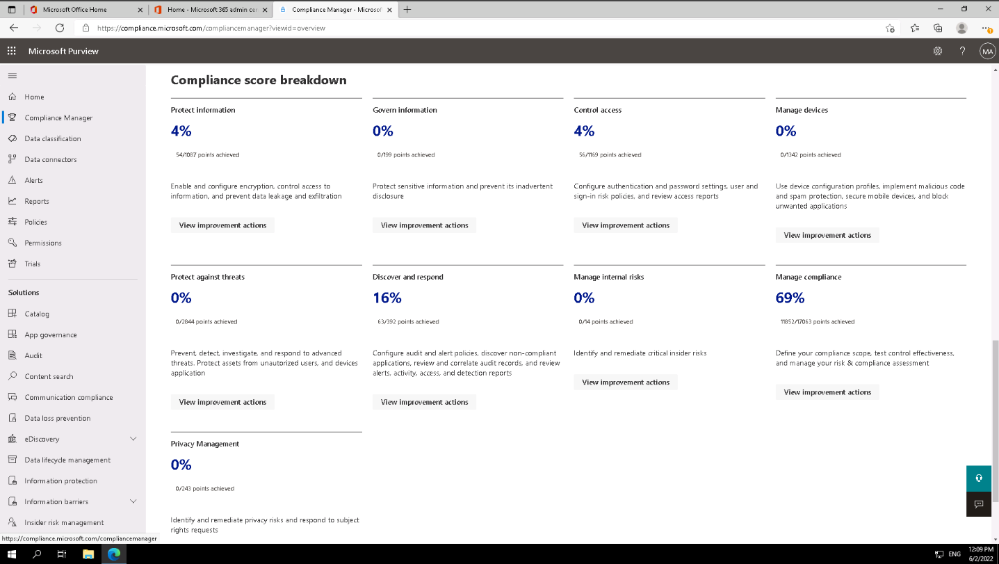 Microsoft Office Home
Home - Microsoft 365 admin cen
Compliance Manager - Microsof
https://compliance.microsoft.com/compliancemanager?viewid=overview
Microsoft Purview
MA
Home
Compliance Manager
Data classification
Data connectors
Alerts
Reports
Policies
Permissions
Trials
Solutions
Catalog
App governance
Audit
Content search
Communication compliance
Data loss prevention
eDiscovery
Data lifecycle management
Information protection
Information barriers
Insider risk management
https://compliance.microsoft.com/compliancemanager
Compliance score breakdown
Protect information
4%
54/1087 points achieved
Enable and configure encryption, control access to
information, and prevent data leakage and exfiltration
View improvement actions
Govern information
0%
0/199 points achieved
Protect sensitive information and prevent its inadvertent
disclosure
View improvement actions
Control access
4%
56/1169 points achieved
Configure authentication and password settings, user and
sign-in risk policies, and review access reports
View improvement actions
Manage devices
0%
0/1342 points achieved
Use device configuration profiles, implement malicious code
and spam protection, secure mobile devices, and block
unwanted applications
View improvement actions
Protect against threats
0%
0/2844 points achieved
Prevent, detect, investigate, and respond to advanced
threats. Protect assets from unautorized users, and devices
application
View improvement actions
Discover and respond
16%
63/392 points achieved
Configure audit and alert policies, discover non-compliant
applications, review and correlate audit records, and review
alerts, activity, access, and detection reports
View improvement actions
Manage internal risks
0%
0/14 points achieved
Identify and remediate critical insider risks
View improvement actions
Manage compliance
69%
11852/17063 points achieved
Define your compliance scope, test control effectiveness,
and manage your risk & compliance assessment
View improvement actions
Privacy Management
0%
0/243 points achieved
Identify and remediate privacy risks and respond to subject
rights requests
ENG
12:09 PM
6/2/2022